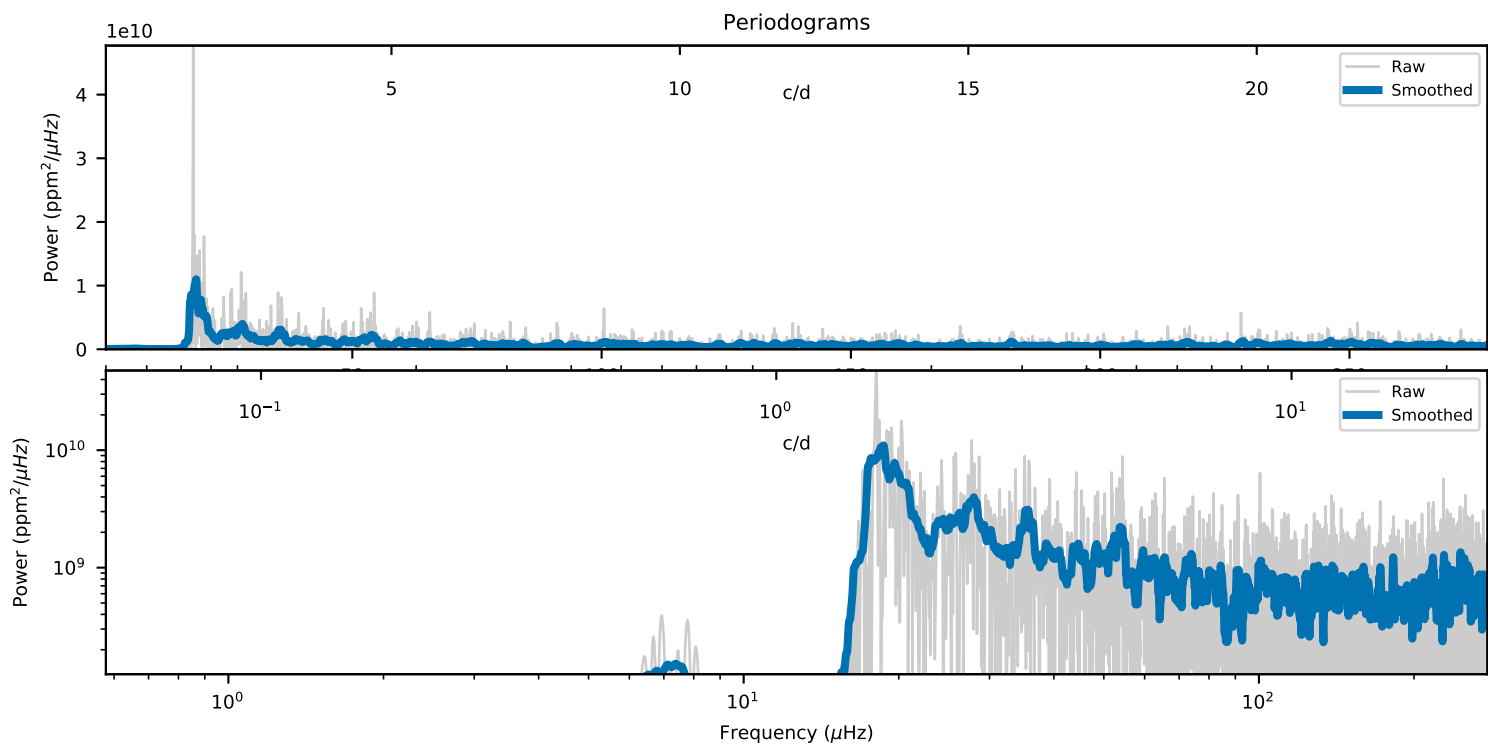 Periodograms
1e10
Power (ppm²/μHz)
4
3
2
1
0
5 10 15 20
c/d
Raw
Smoothed
10⁻¹ 10⁰ 10¹
c/d
Raw
Smoothed
Power (ppm²/μHz)
10¹⁰
10⁹
10⁰ 10¹ 10²
Frequency (μHz)